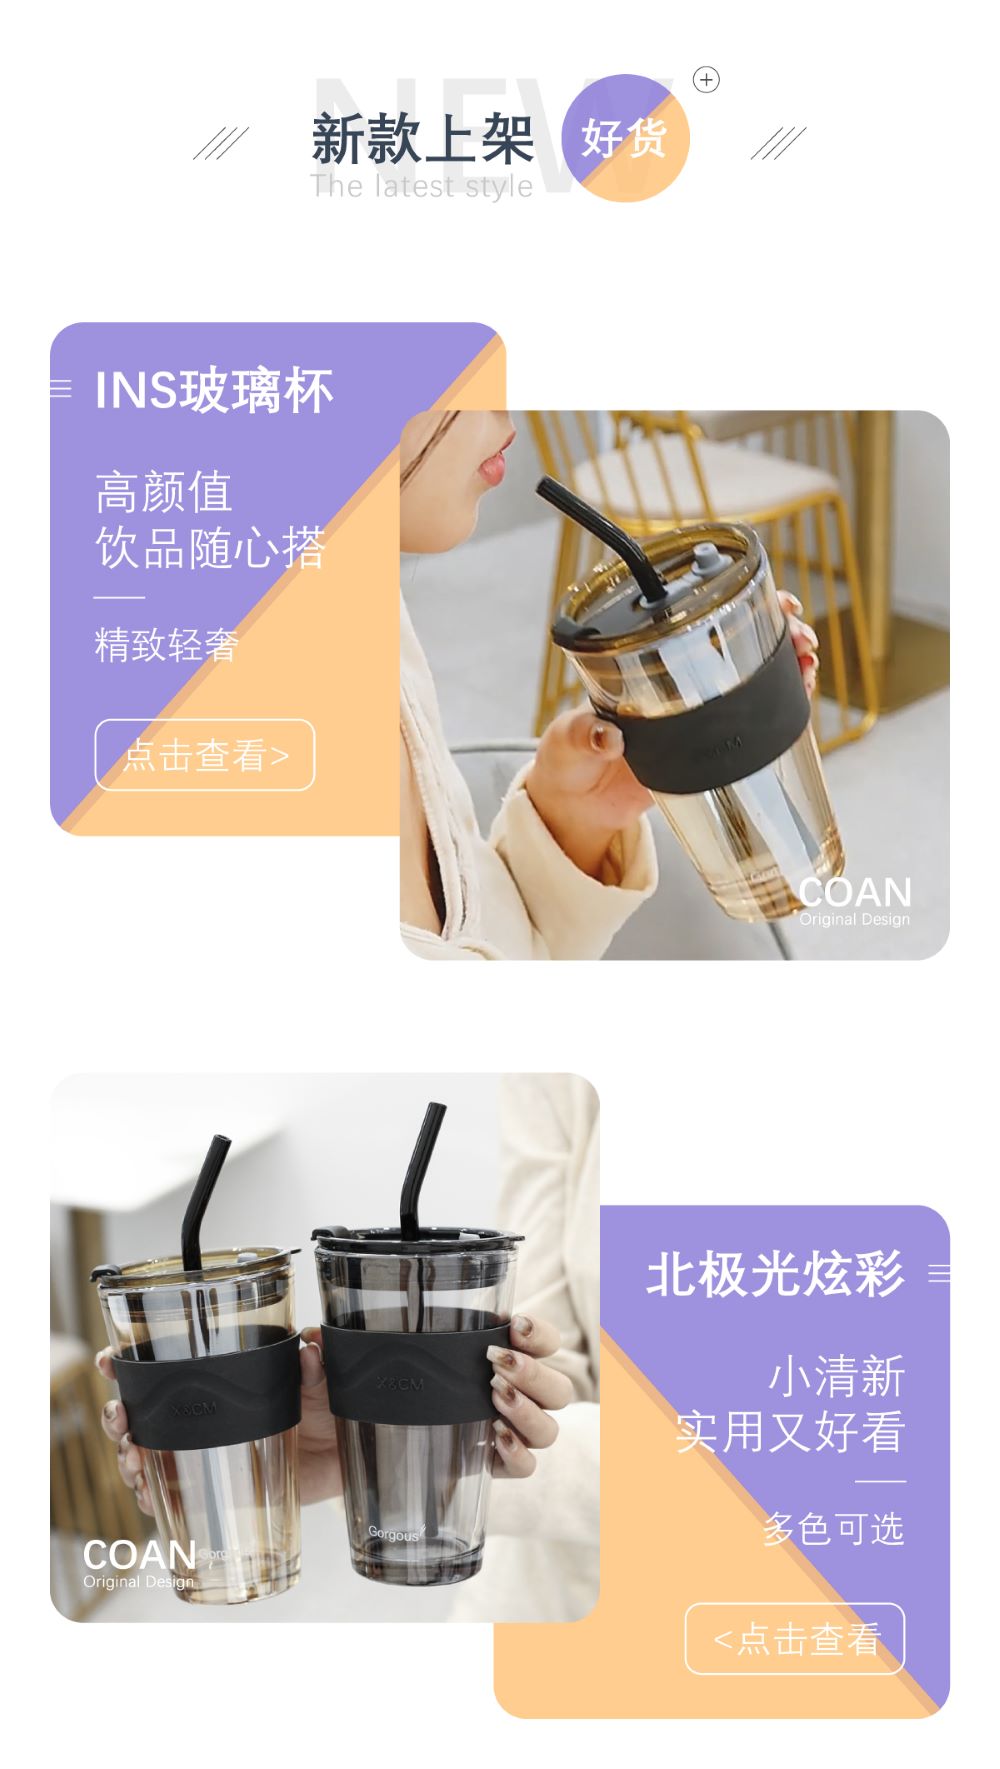 NEW
新款上架
好货
The latest style
INS玻璃杯
高颜值
饮品随心搭
精致轻奢
点击查看>
COAN
Original Design
北极光炫彩
小清新
实用又好看
多色可选
<点击查看
X&CM
X&CM
Gorgous
COAN
Original Design